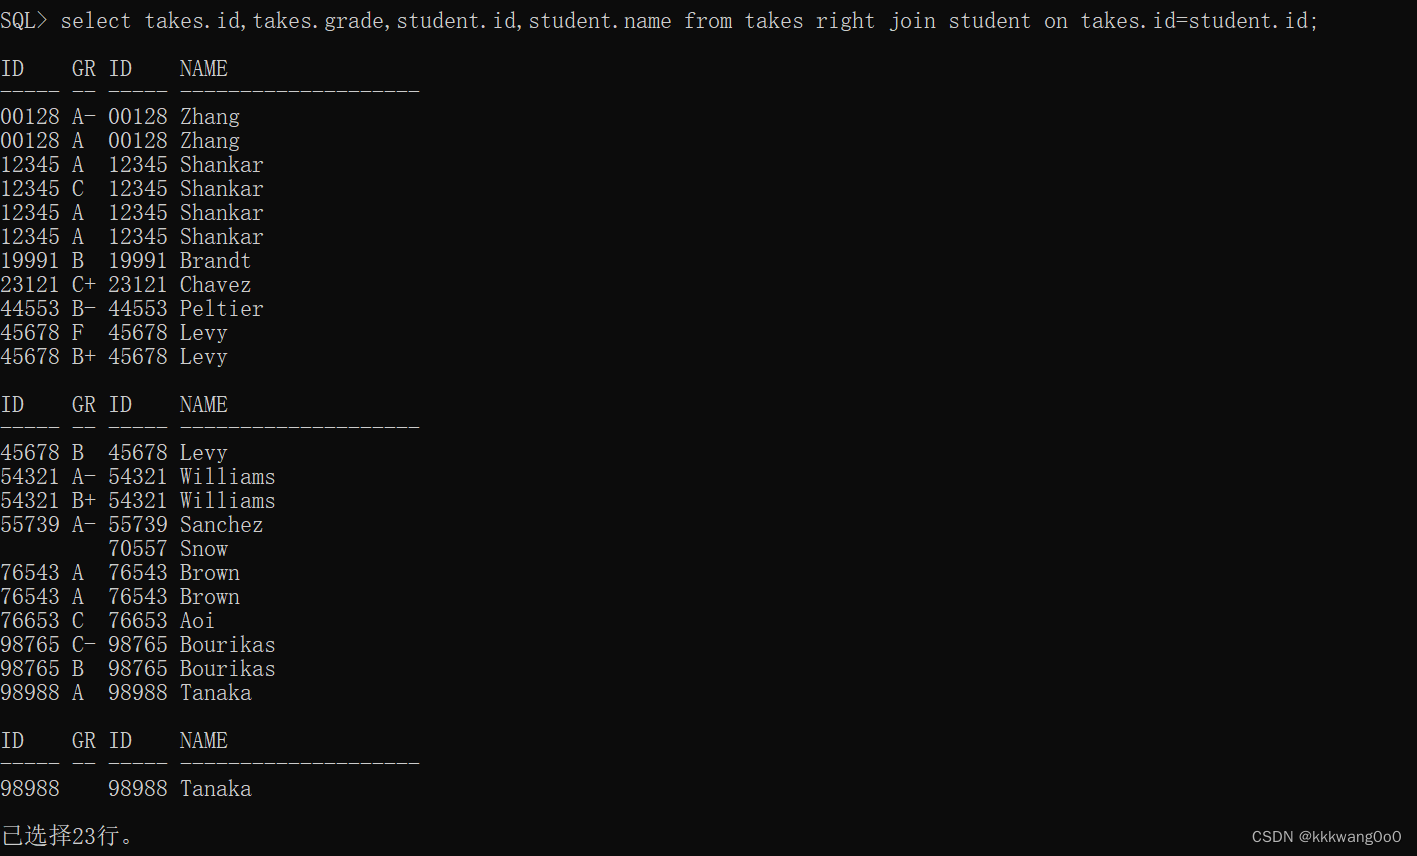 SQL> select takes.id,takes.grade,student.id,student.name from takes right join student on takes.id=student.id;
ID    GR ID    NAME
----- -- ----- --------------------
00128 A- 00128 Zhang
00128 A  00128 Zhang
12345 A  12345 Shankar
12345 C  12345 Shankar
12345 A  12345 Shankar
12345 A  12345 Shankar
19991 B  19991 Brandt
23121 C+ 23121 Chavez
44553 B- 44553 Peltier
45678 F  45678 Levy
45678 B+ 45678 Levy
ID    GR ID    NAME
----- -- ----- --------------------
45678 B  45678 Levy
54321 A- 54321 Williams
54321 B+ 54321 Williams
55739 A- 55739 Sanchez
         70557 Snow
76543 A  76543 Brown
76543 A  76543 Brown
76653 C  76653 Aoi
98765 C- 98765 Bourikas
98765 B  98765 Bourikas
98988 A  98988 Tanaka
ID    GR ID    NAME
----- -- ----- --------------------
98988    98988 Tanaka
已选择23行。
CSDN @kkkwang0o0